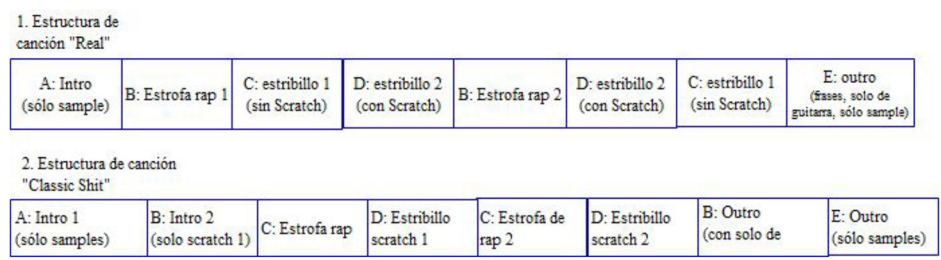 1. Estructura de
canción "Real"
A: Intro
(sólo sample)
B: Estrofa rap 1
C: estribillo 1
(sin Scratch)
D: estribillo 2
(con Scratch)
B: Estrofa rap 2
D: estribillo 2
(con Scratch)
C: estribillo 1
(sin Scratch)
E: outro
(frases, solo de
guitarra, sólo sample)
2. Estructura de canción
"Classic Shit"
A: Intro 1
(sólo samples)
B: Intro 2
(solo scratch 1)
C: Estrofa rap
D: Estribillo
scratch 1
C: Estrofa de
rap 2
D: Estribillo
scratch 2
B: Outro
(con solo de
E: Outro
(sólo samples)